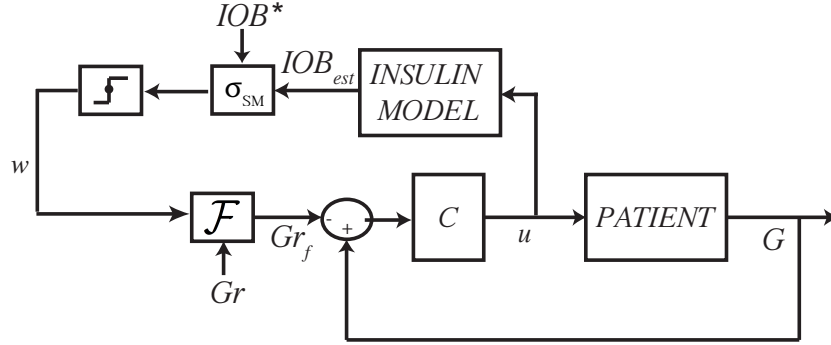 IOB*
IOB_est
INSULIN
MODEL
σ_SM
w
F
Gr_f
-
+
C
u
PATIENT
G
Gr